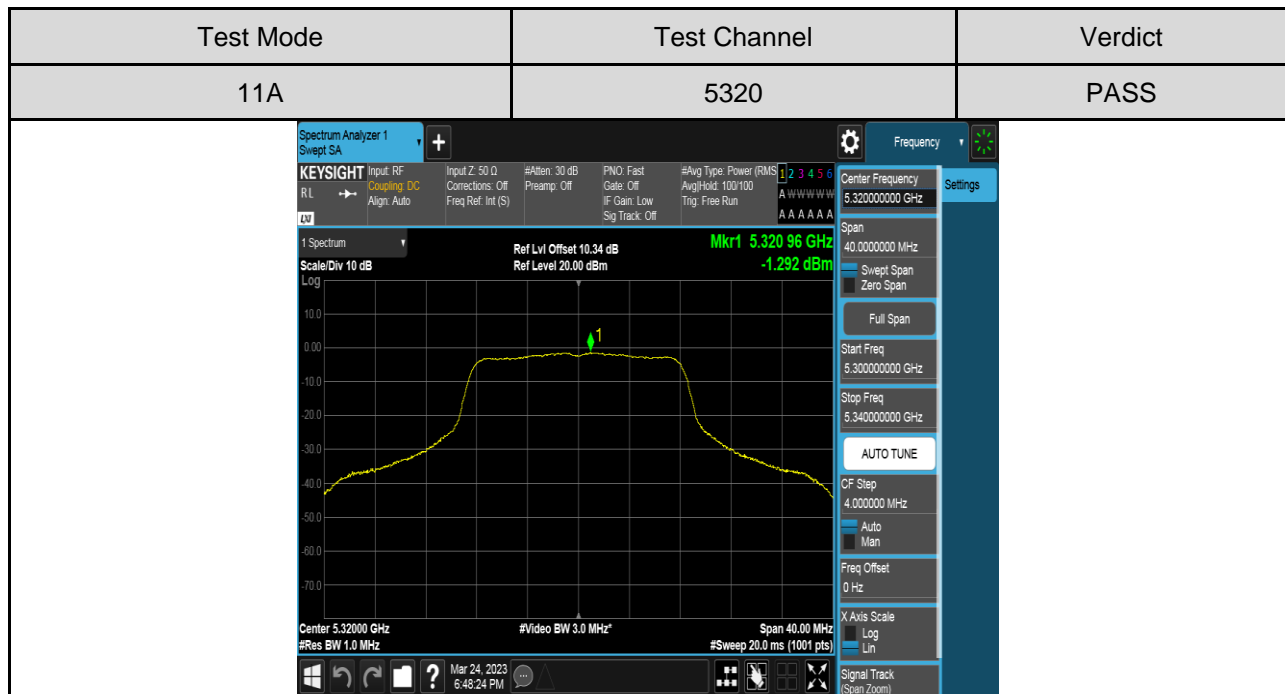 Test Mode Test Channel Verdict
11A 5320 PASS
Spectrum Analyzer 1
Swept SA
+
Frequency
KEYSIGHT
RL
LXI
Input: RF
Coupling: DC
Align: Auto
Input Z: 50 Ω
Corrections: Off
Freq Ref: Int (S)
#Atten: 30 dB
Preamp: Off
PNO: Fast
Gate: Off
IF Gain: Low
Sig Track: Off
#Avg Type: Power (RMS
Avg|Hold: 100/100
Trig: Free Run
1 2 3 4 5 6
A W W W W W
A A A A A A
1 Spectrum
Scale/Div 10 dB
Ref Lvl Offset 10.34 dB
Ref Level 20.00 dBm
Mkr1 5.320 96 GHz
-1.292 dBm
Log
10.0
0.00
-10.0
-20.0
-30.0
-40.0
-50.0
-60.0
-70.0
1
Center 5.32000 GHz
#Res BW 1.0 MHz
#Video BW 3.0 MHz*
Span 40.00 MHz
#Sweep 20.0 ms (1001 pts)
?
Mar 24, 2023
6:48:24 PM
Center Frequency
5.320000000 GHz
Settings
Span
40.0000000 MHz
Swept Span
Zero Span
Full Span
Start Freq
5.300000000 GHz
Stop Freq
5.340000000 GHz
AUTO TUNE
CF Step
4.000000 MHz
Auto
Man
Freq Offset
0 Hz
X Axis Scale
Log
Lin
Signal Track
(Span Zoom)